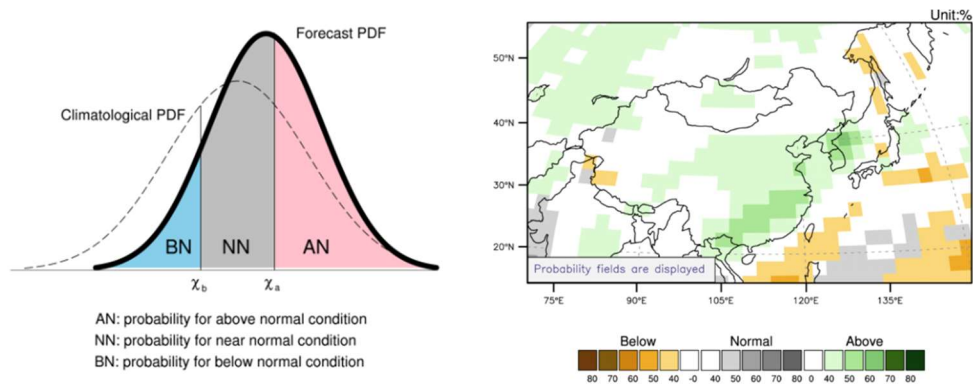 Forecast PDF
Climatological PDF
BN NN AN
χb χa
AN: probability for above normal condition
NN: probability for near normal condition
BN: probability for below normal condition
Unit:%
50°N
40°N
30°N
20°N
Probability fields are displayed
75°E 90°E 105°E 120°E 135°E
Below Normal Above
80 70 60 50 40 -0 40 50 60 70 80 0 40 50 60 70 80